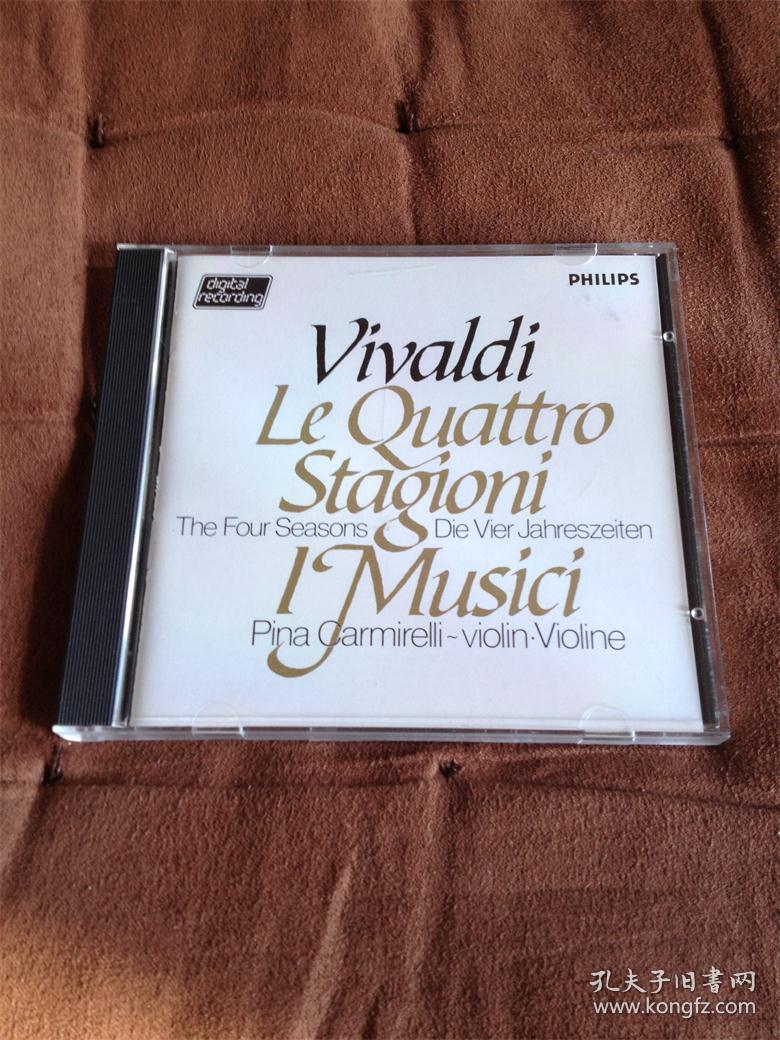 digital
recording
PHILIPS
Vivaldi
Le Quattro
Stagioni
The Four Seasons Die Vier Jahreszeiten
I Musici
Pina Carmirelli~violin·Violine
孔夫子旧書网
www.kongfz.com